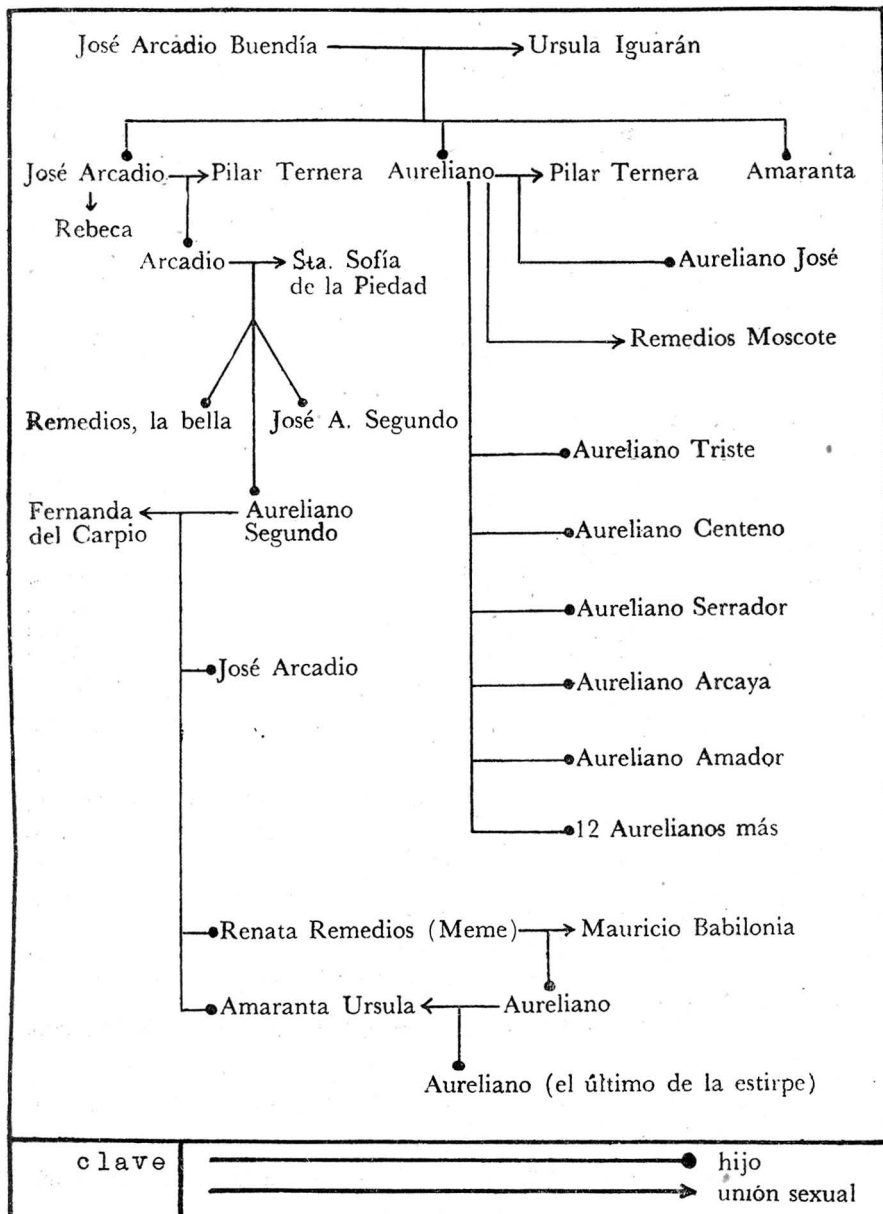 José Arcadio Buendía Ursula Iguarán
José Arcadio Pilar Ternera Aureliano Pilar Ternera Amaranta
Rebeca
Arcadio Sta. Sofía
de la Piedad
Aureliano José
Remedios Moscote
Remedios, la bella José A. Segundo
Aureliano Triste
Fernanda
del Carpio
Aureliano
Segundo
Aureliano Centeno
Aureliano Serrador
José Arcadio
Aureliano Arcaya
Aureliano Amador
12 Aurelianos más
Renata Remedios (Meme) Mauricio Babilonia
Amaranta Ursula Aureliano
Aureliano (el último de la estirpe)
clave
hijo
unión sexual